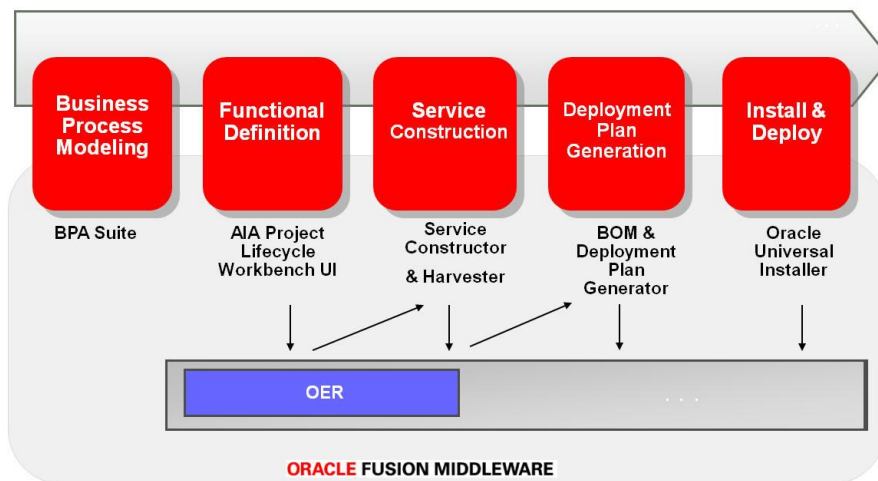 ...
Business
Process
Modeling
Functional
Definition
Service
Construction
Deployment
Plan
Generation
Install &
Deploy
BPA Suite
AIA Project
Lifecycle
Workbench UI
Service
Constructor
& Harvester
BOM &
Deployment
Plan
Generator
Oracle
Universal
Installer
OER
...
ORACLE FUSION MIDDLEWARE